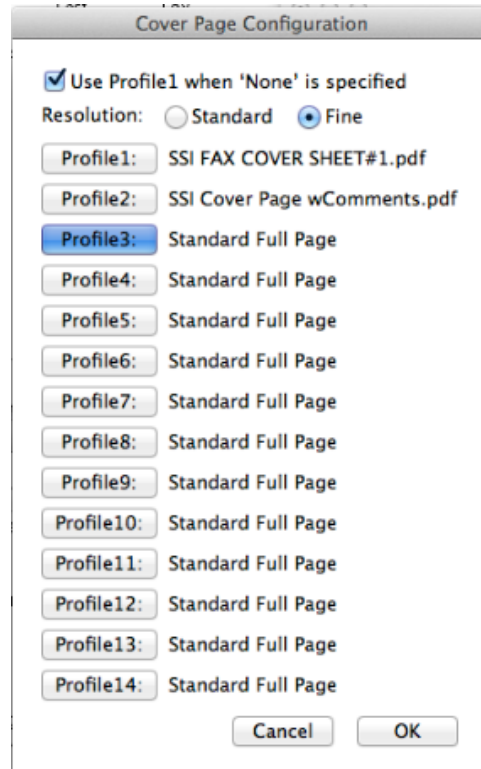 Cover Page Configuration
Use Profile1 when 'None' is specified
Resolution: Standard Fine
Profile1: SSI FAX COVER SHEET#1.pdf
Profile2: SSI Cover Page wComments.pdf
Profile3: Standard Full Page
Profile4: Standard Full Page
Profile5: Standard Full Page
Profile6: Standard Full Page
Profile7: Standard Full Page
Profile8: Standard Full Page
Profile9: Standard Full Page
Profile10: Standard Full Page
Profile11: Standard Full Page
Profile12: Standard Full Page
Profile13: Standard Full Page
Profile14: Standard Full Page
Cancel OK